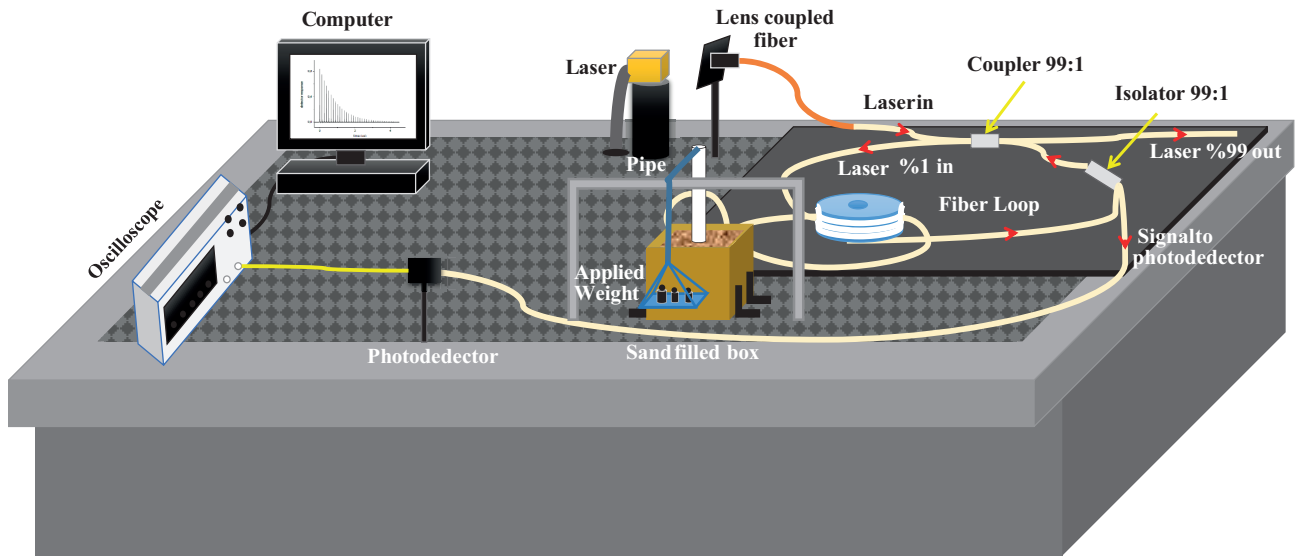 Computer
Lens coupled
fiber
Laser
Coupler 99:1
Isolator 99:1
Laserin
Laser %99 out
Pipe
Laser %1 in
Fiber Loop
Signalto
photodedector
Oscilloscope
Applied
Weight
Photodedector
Sand filled box